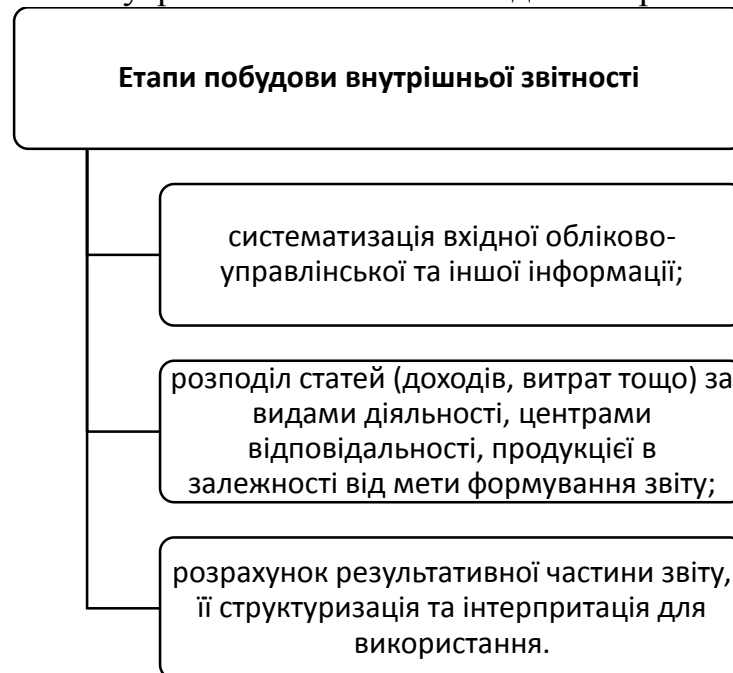 Етапи побудови внутрішньої звітності
систематизація вхідної обліково-
управлінської та іншої інформації;
розподіл статей (доходів, витрат тощо) за
видами діяльності, центрами
відповідальності, продукцієї в
залежності від мети формування звіту;
розрахунок результативної частини звіту,
її структуризація та інтерпритація для
використання.